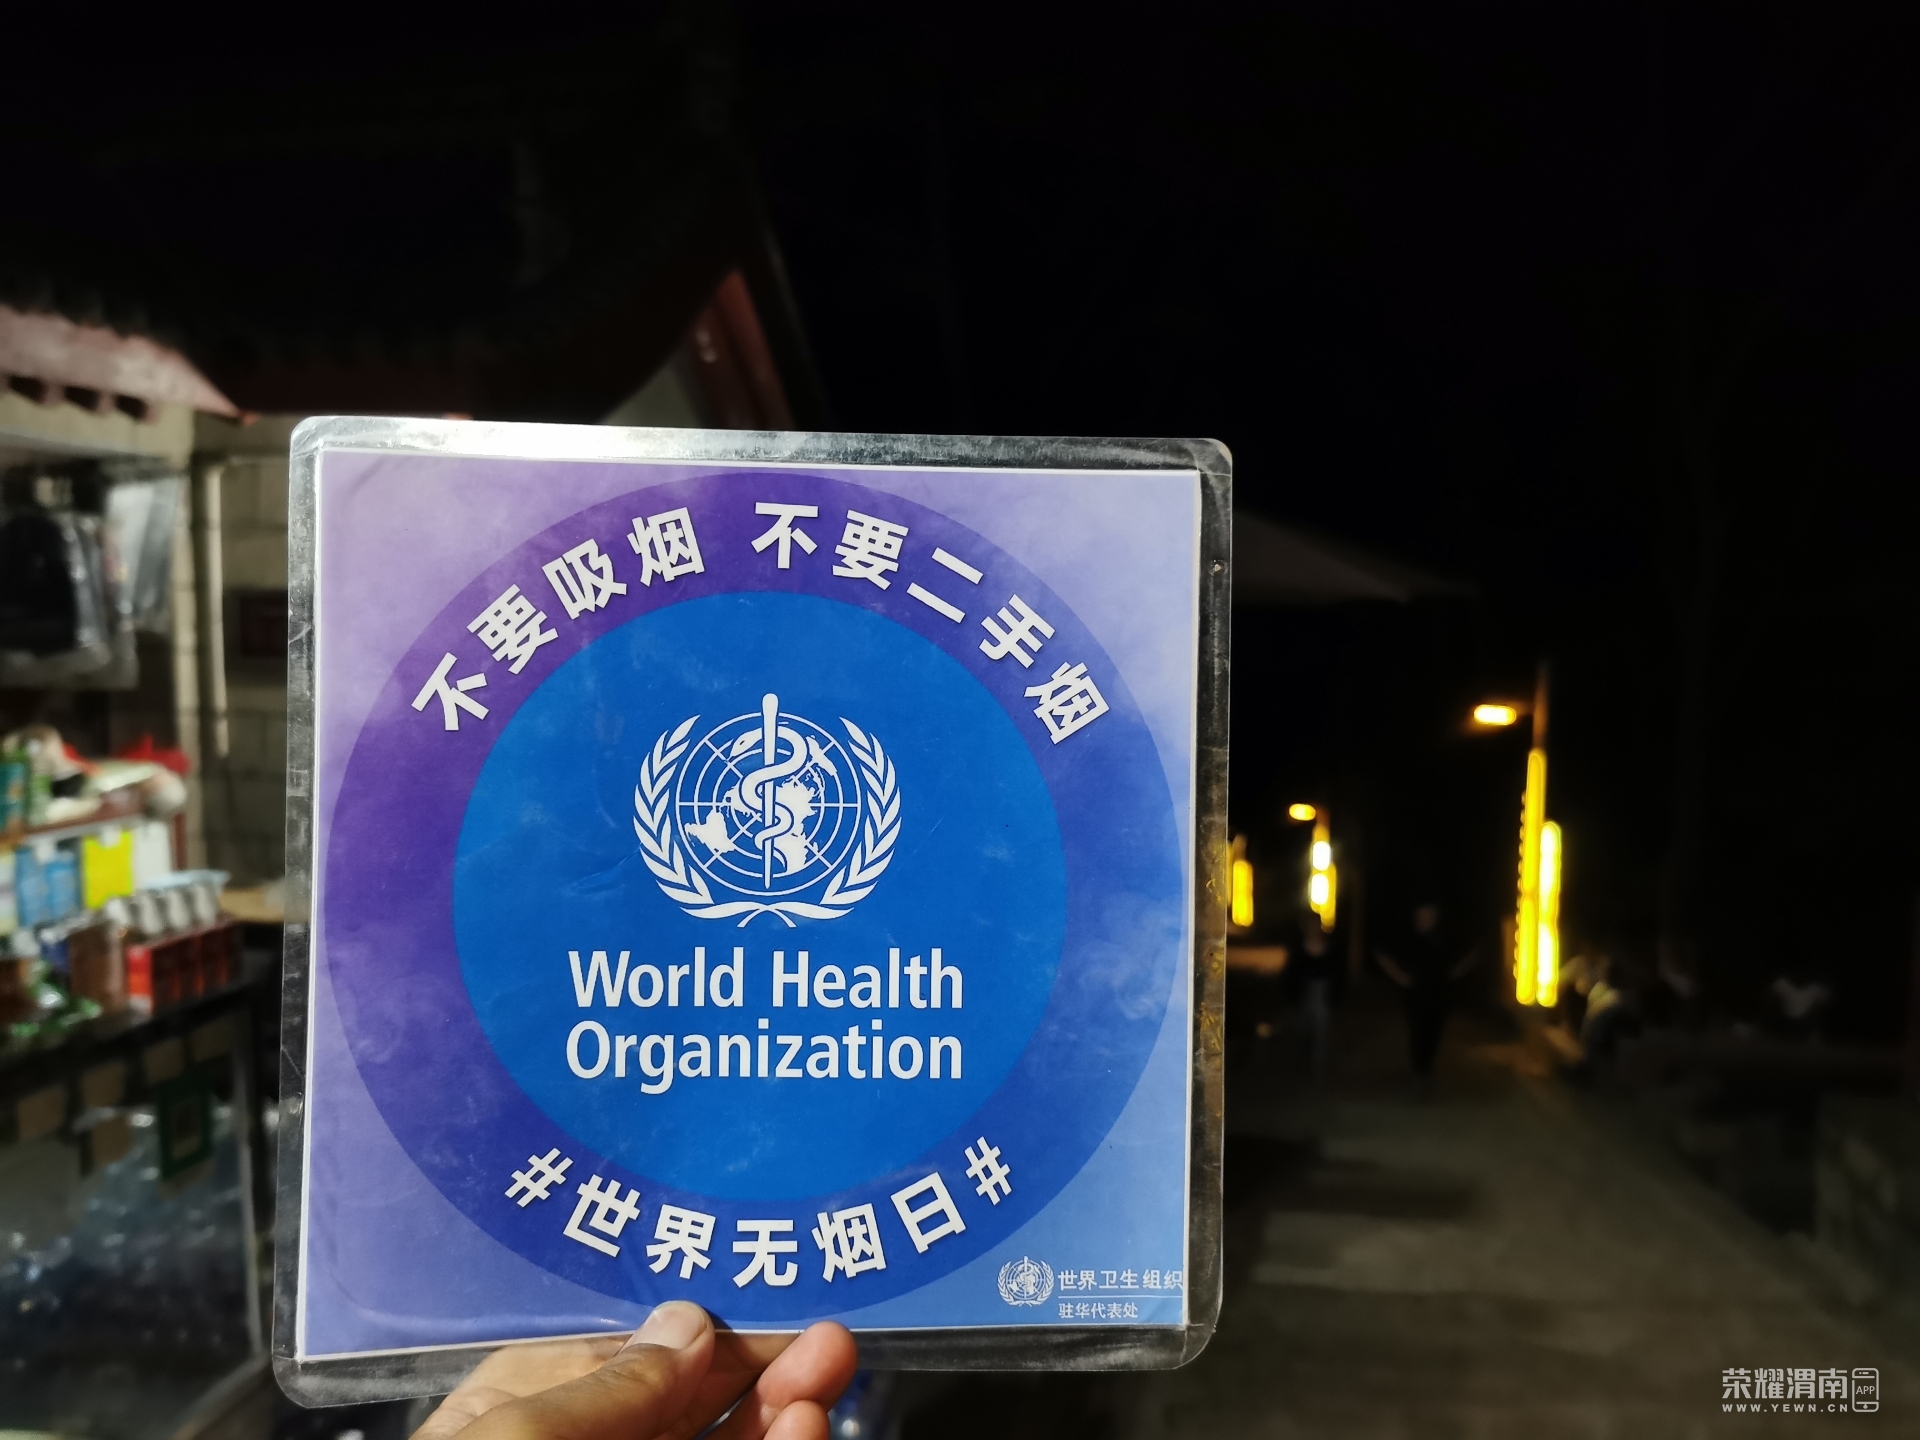 不要吸烟 不要二手烟
World Health
Organization
#世界无烟日#
世界卫生组织
驻华代表处
荣耀渭南 APP
WWW.YEWN.CN